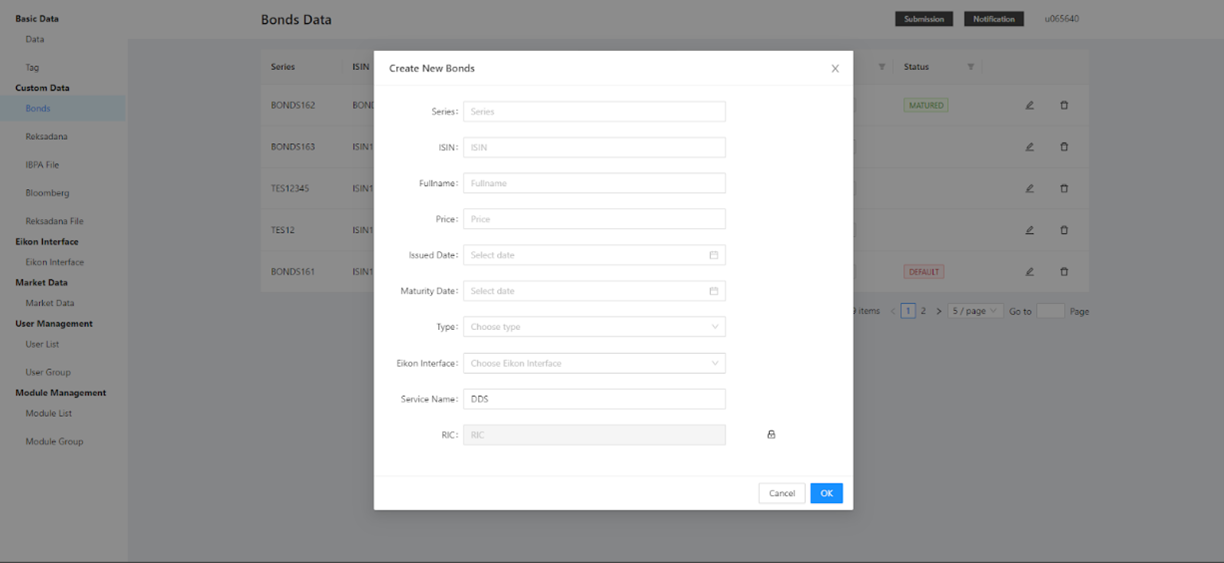 Basic Data
Data
Tag
Custom Data
Bonds
Reksadana
IBPA File
Bloomberg
Reksadana File
Eikon Interface
Eikon Interface
Market Data
Market Data
User Management
User List
User Group
Module Management
Module List
Module Group
Bonds Data Submission Notification u065640
Series ISIN Status
BONDS162 BOND MATURED
BONDS163 ISIN1
TES12345 ISIN1
TES12 ISIN1
BONDS161 ISIN1 DEFAULT
items 1 2 5 / page Go to Page
Create New Bonds
Series: Series
ISIN: ISIN
Fullname: Fullname
Price: Price
Issued Date: Select date
Maturity Date: Select date
Type: Choose type
Eikon Interface: Choose Eikon Interface
Service Name: DDS
RIC: RIC
Cancel OK